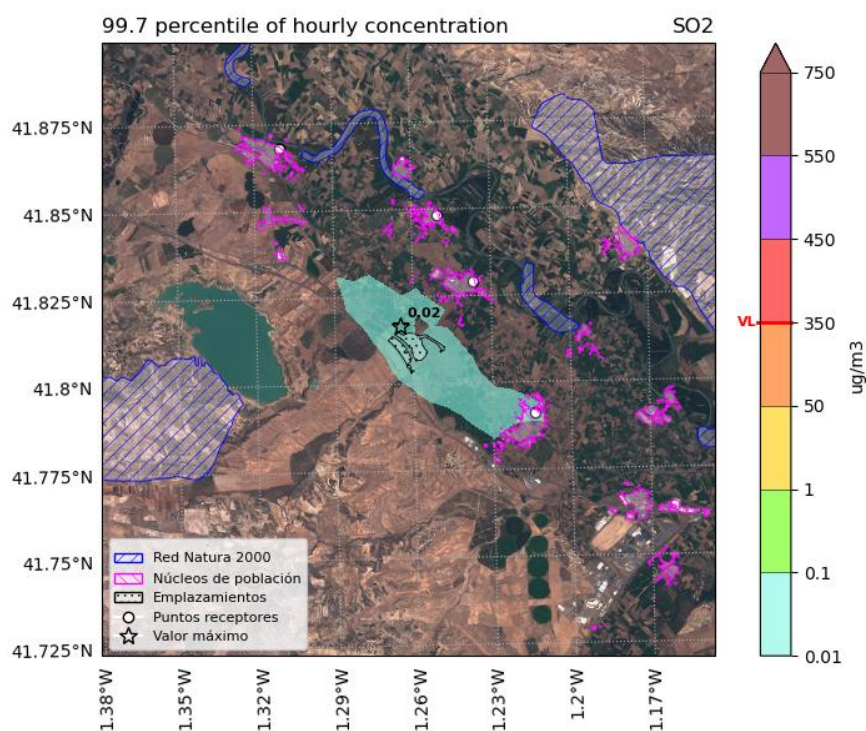 99.7 percentile of hourly concentration SO2
41.875°N
41.85°N
41.825°N
41.8°N
41.775°N
41.75°N
41.725°N
0.02
Red Natura 2000
Núcleos de población
Emplazamientos
Puntos receptores
Valor máximo
1.38°W
1.35°W
1.32°W
1.29°W
1.26°W
1.23°W
1.2°W
1.17°W
750
550
450
VL
350
50
1
0.1
0.01
ug/m3